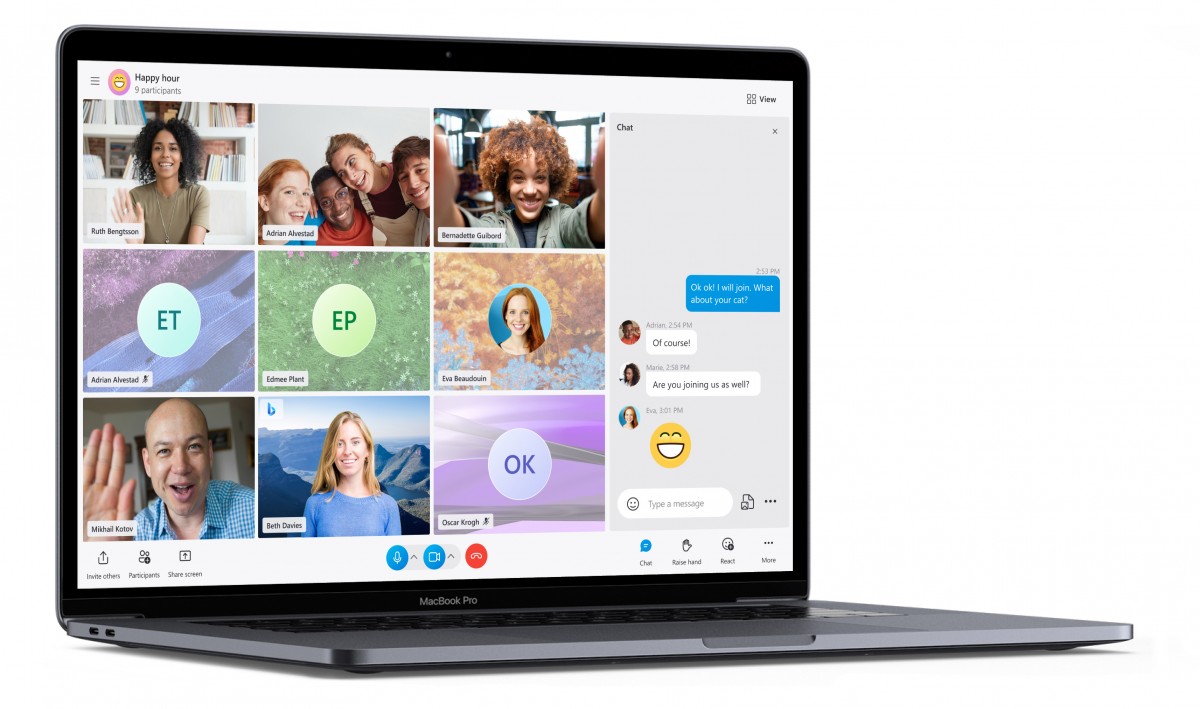 Happy hour
9 participants
View
Ruth Bengtsson
Adrian Alvestad
Bernadette Guibord
ET
Adrian Alvestad
EP
Edmee Plant
Eva Beaudouin
Mikhail Kotov
Beth Davies
OK
Oscar Krogh
Chat
2:53 PM
Ok ok! I will join. What
about your cat?
Adrian, 2:54 PM
Of course!
Marie, 2:58 PM
Are you joining us as well?
Eva, 3:01 PM
Type a message
Invite others
Participants
Share screen
Chat
Raise hand
React
More
MacBook Pro